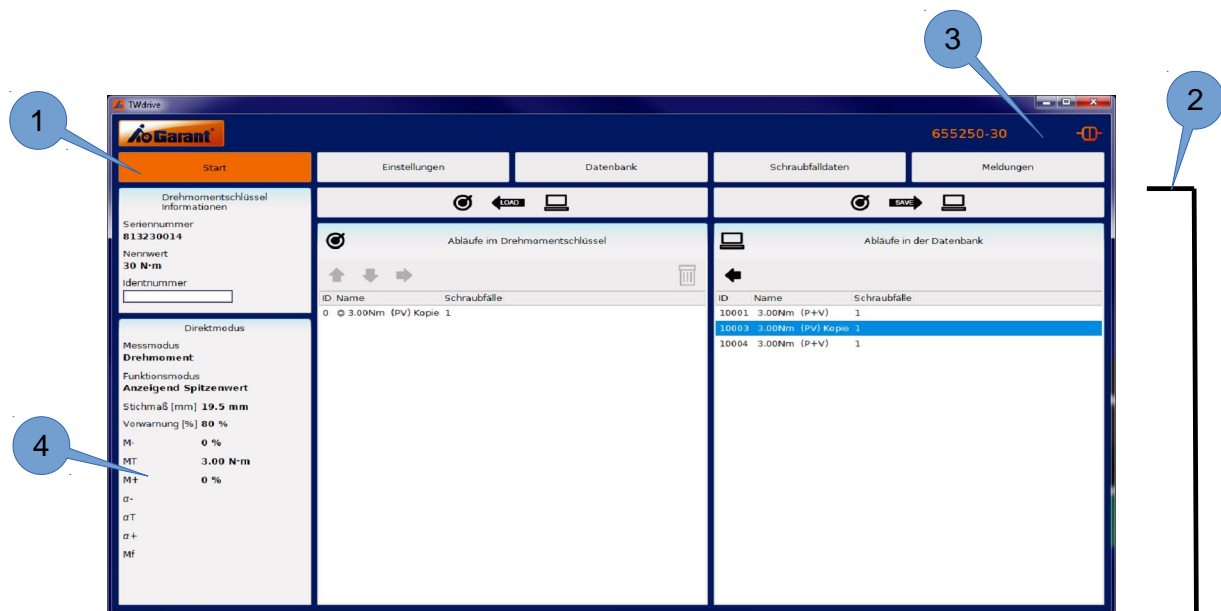 3
1
2
TWdrive
Garant
655250-30
Start
Einstellungen
Datenbank
Schraubfalldaten
Meldungen
Drehmomentschlüssel
Informationen
Seriennummer
813230014
Nennwert
30 N·m
Identnummer
LOAD
SAVE
Abläufe im Drehmomentschlüssel
Abläufe in der Datenbank
ID Name Schraubfälle
0 3.00Nm (PV) Kopie 1
ID Name Schraubfälle
10001 3.00Nm (P+V) 1
10003 3.00Nm (PV) Kopie 1
10004 3.00Nm (P+V) 1
Direktmodus
Messmodus
Drehmoment
Funktionsmodus
Anzeigend Spitzenwert
Stichmaß [mm] 19.5 mm
Vorwarnung [%] 80 %
4
M- 0 %
MT 3.00 N·m
M+ 0 %
α-
αT
α+
Mf